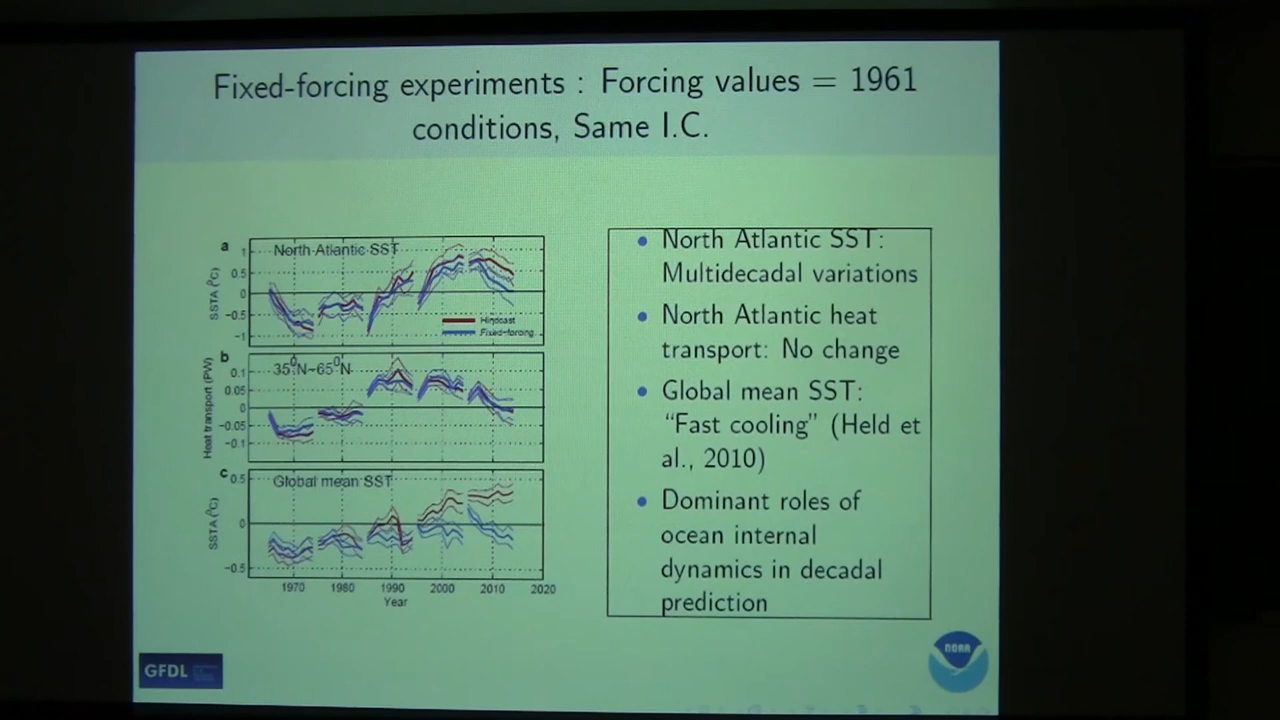 Fixed-forcing experiments : Forcing values = 1961
conditions, Same I.C.
a
North Atlantic SST
SSTA (°C)
1
0.5
0
−0.5
−1
Hindcast
Fixed-forcing
b
35°N−65°N
Heat transport (PW)
0.1
0.05
0
−0.05
−0.1
c
Global mean SST
SSTA (°C)
0.5
0
−0.5
1970 1980 1990 2000 2010 2020
Year
• North Atlantic SST:
Multidecadal variations
• North Atlantic heat
transport: No change
• Global mean SST:
“Fast cooling” (Held et
al., 2010)
• Dominant roles of
ocean internal
dynamics in decadal
prediction
GFDL
NOAA